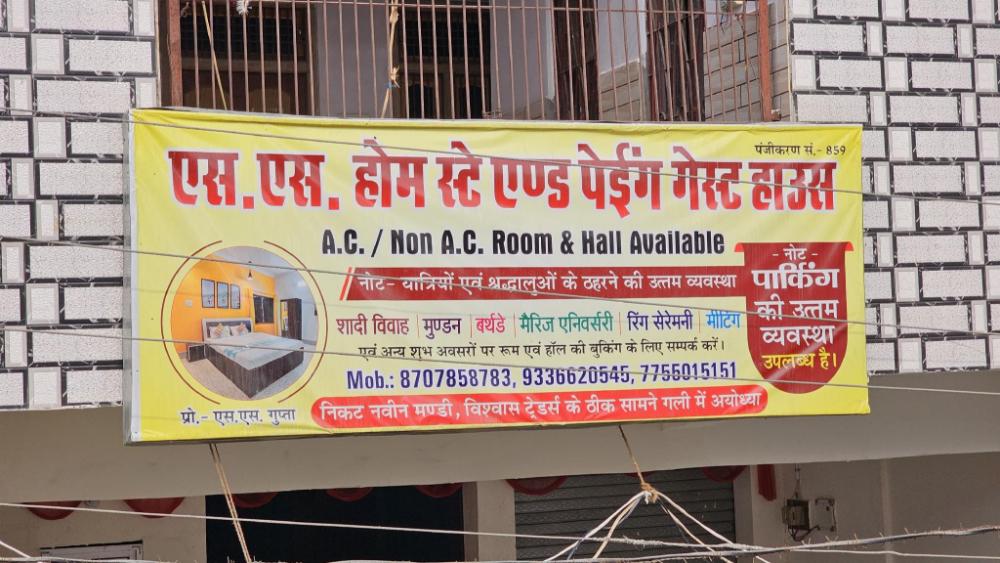 पंजीकरण सं.- 859
एस.एस. होम स्टे एण्ड पेईंग गेस्ट हाउस
A.C. / Non A.C. Room & Hall Available
नोट- यात्रियों एवं श्रद्धालुओं के ठहरने की उत्तम व्यवस्था
शादी विवाह | मुण्डन | बर्थडे | मैरिज एनिवर्सरी | रिंग सेरेमनी | मीटिंग
एवं अन्य शुभ अवसरों पर रूम एवं हॉल की बुकिंग के लिए सम्पर्क करें।
Mob.: 8707858783, 9336620545, 7755015151
- नोट -
पार्किंग
की उत्तम
व्यवस्था
उपलब्ध है।
प्रो.- एस.एस. गुप्ता
निकट नवीन मण्डी, विश्वास ट्रेडर्स के ठीक सामने गली में अयोध्या